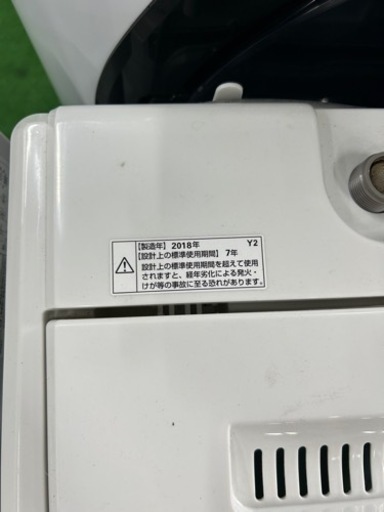 【製造年】2018年 Y2
【設計上の標準使用期間】7年
設計上の標準使用期間を超えて使用
されますと、経年劣化による発火・
けが等の事故に至る恐れがあります。